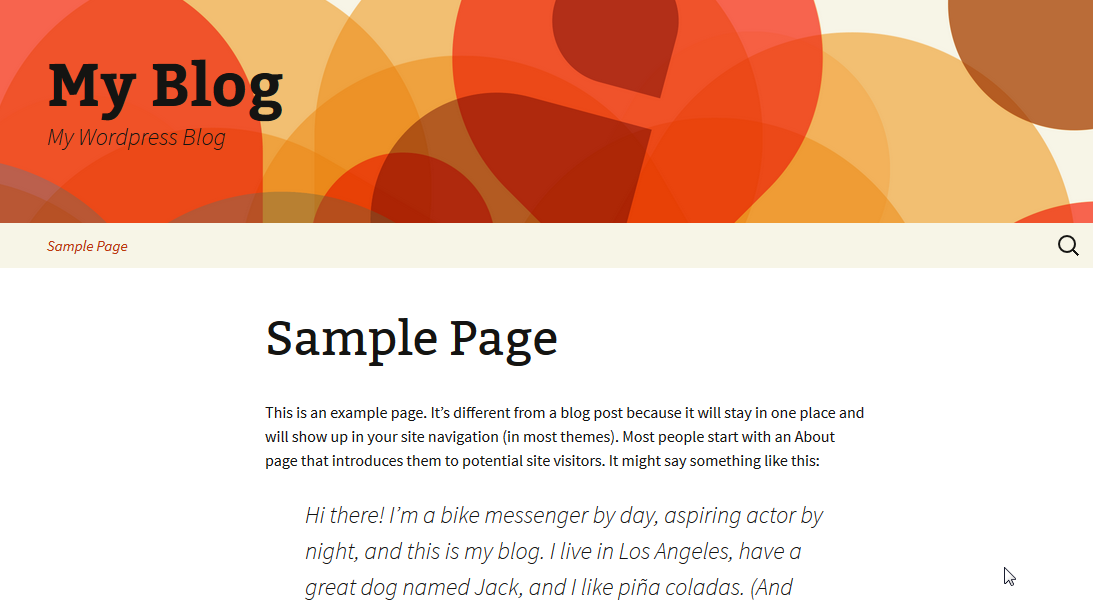 My Blog
My Wordpress Blog
Sample Page
Sample Page
This is an example page. It’s different from a blog post because it will stay in one place and
will show up in your site navigation (in most themes). Most people start with an About
page that introduces them to potential site visitors. It might say something like this:
Hi there! I’m a bike messenger by day, aspiring actor by
night, and this is my blog. I live in Los Angeles, have a
great dog named Jack, and I like piña coladas. (And